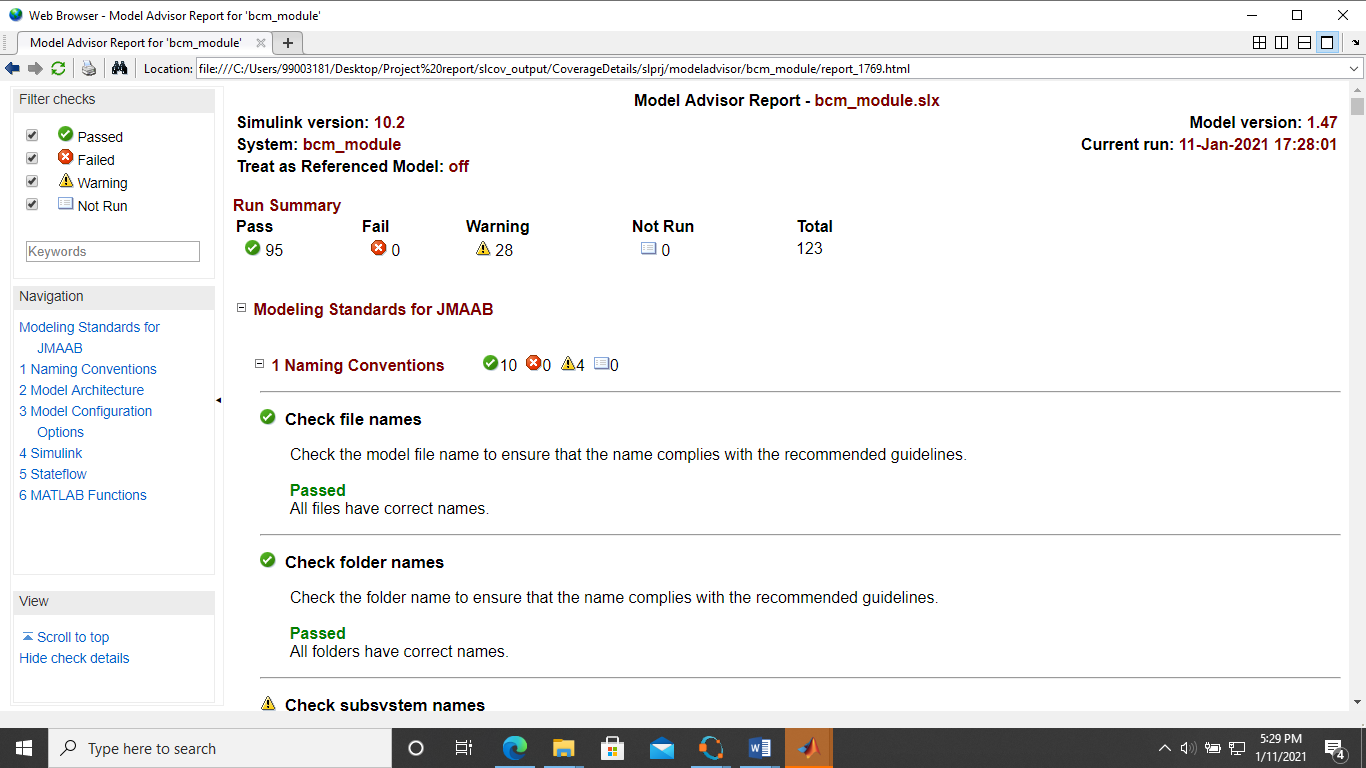 Web Browser - Model Advisor Report for 'bcm_module'
Model Advisor Report for 'bcm_module'
Location: file:///C:/Users/99003181/Desktop/Project%20report/slcov_output/CoverageDetails/slprj/modeladvisor/bcm_module/report_1769.html
Filter checks
Passed
Failed
Warning
Not Run
Keywords
Navigation
Modeling Standards for
JMAAB
1 Naming Conventions
2 Model Architecture
3 Model Configuration
Options
4 Simulink
5 Stateflow
6 MATLAB Functions
View
Scroll to top
Hide check details
Model Advisor Report - bcm_module.slx
Simulink version: 10.2
Model version: 1.47
System: bcm_module
Current run: 11-Jan-2021 17:28:01
Treat as Referenced Model: off
Run Summary
Pass Fail Warning Not Run Total
95 0 28 0 123
Modeling Standards for JMAAB
1 Naming Conventions 10 0 4 0
Check file names
Check the model file name to ensure that the name complies with the recommended guidelines.
Passed
All files have correct names.
Check folder names
Check the folder name to ensure that the name complies with the recommended guidelines.
Passed
All folders have correct names.
Check subsystem names
Type here to search
5:29 PM
1/11/2021
4